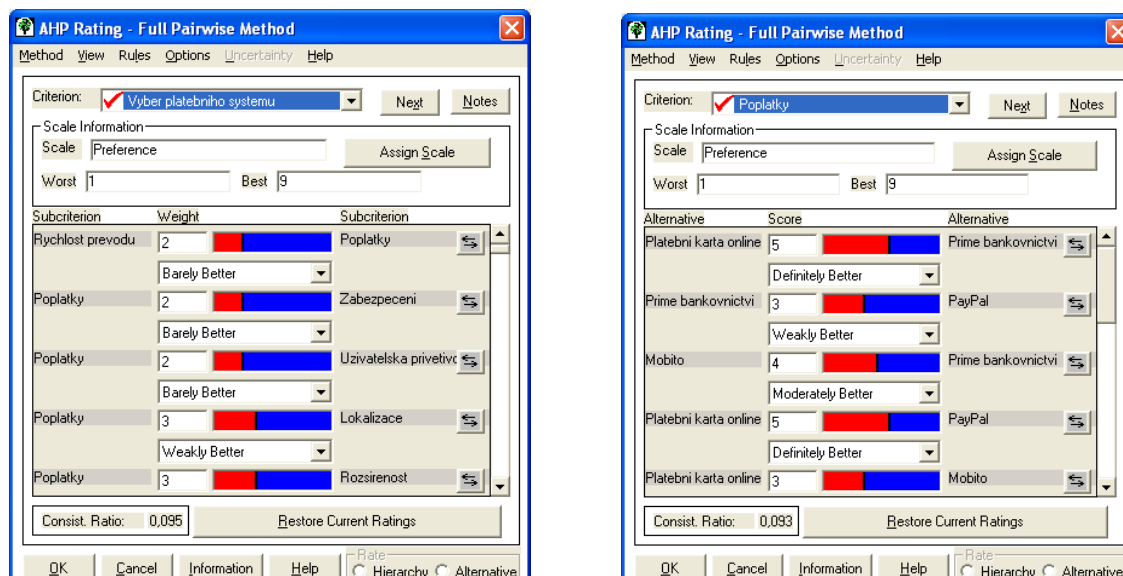 AHP Rating - Full Pairwise Method
Method View Rules Options Uncertainty Help
Criterion: Vyber platebniho systemu Next Notes
Scale Information
Scale Preference Assign Scale
Worst 1 Best 9
Subcriterion Weight Subcriterion
Rychlost prevodu 2 Poplatky
Barely Better
Poplatky 2 Zabezpeceni
Barely Better
Poplatky 2 Uzivatelska privetivc
Barely Better
Poplatky 3 Lokalizace
Weakly Better
Poplatky 3 Rozsirenost
Consist. Ratio: 0,095 Restore Current Ratings
Rate
OK Cancel Information Help Hierarchy Alternative
AHP Rating - Full Pairwise Method
Method View Rules Options Uncertainty Help
Criterion: Poplatky Next Notes
Scale Information
Scale Preference Assign Scale
Worst 1 Best 9
Alternative Score Alternative
Platebni karta online 5 Prime bankovnictvi
Definitely Better
Prime bankovnictvi 3 PayPal
Weakly Better
Mobito 4 Prime bankovnictvi
Moderately Better
Platebni karta online 5 PayPal
Definitely Better
Platebni karta online 3 Mobito
Consist. Ratio: 0,093 Restore Current Ratings
Rate
OK Cancel Information Help Hierarchy Alternative